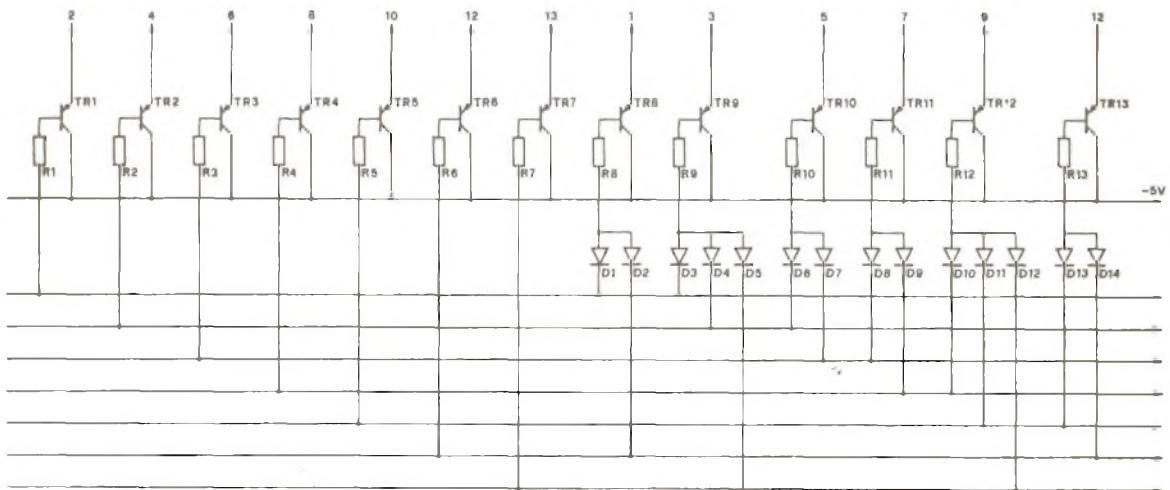 2 4 6 8 10 12 13 1 3 5 7 9 12
TR1 TR2 TR3 TR4 TR5 TR6 TR7 TR8 TR9 TR10 TR11 TR12 TR13
R1 R2 R3 R4 R5 R6 R7 R8 R9 R10 R11 R12 R13
-5V
D1 D2 D3 D4 D5 D6 D7 D8 D9 D10 D11 D12 D13 D14